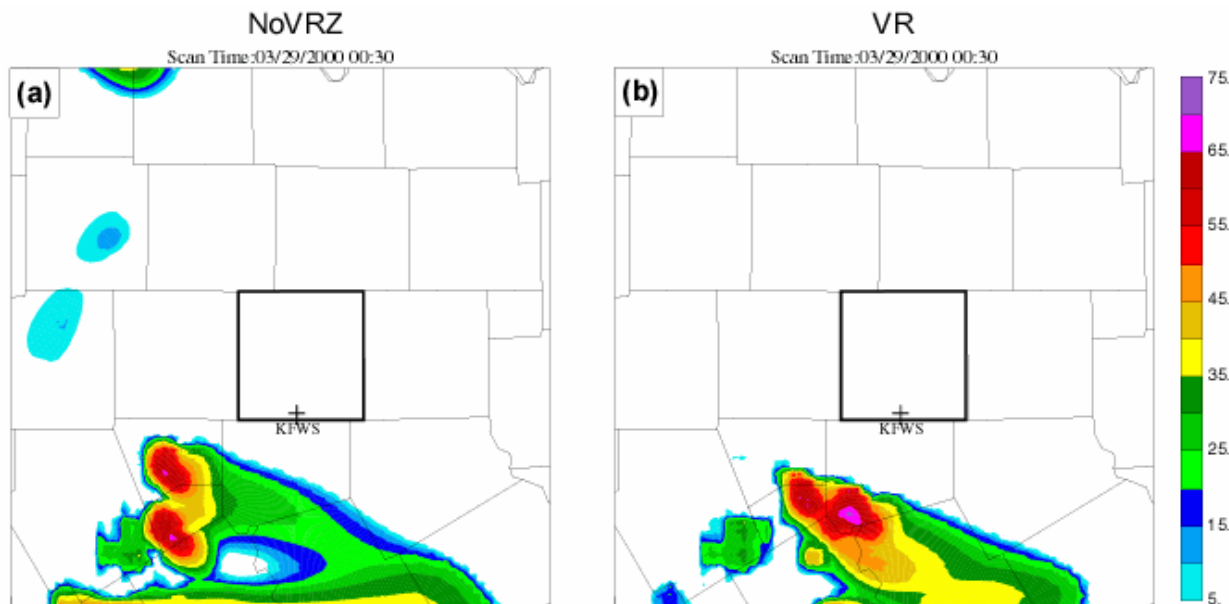 NoVRZ
VR
Scan Time:03/29/2000 00:30
Scan Time:03/29/2000 00:30
(a)
(b)
75.
65.
55.
45.
35.
25.
15.
5.
KFWS
KFWS